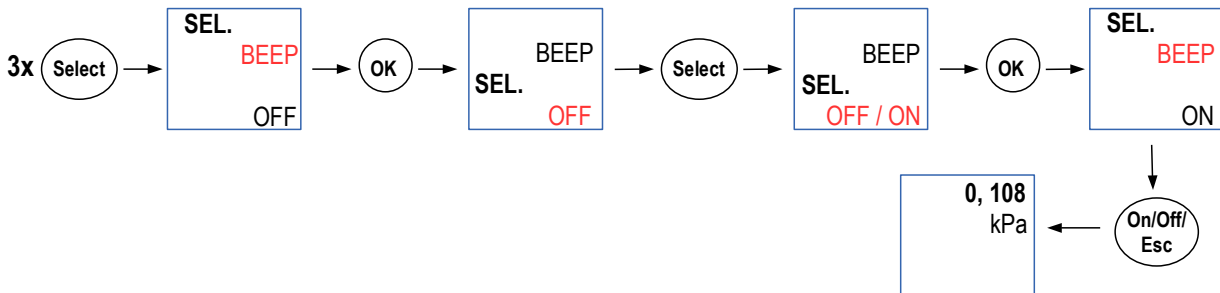 3x
Select
SEL.
BEEP
OFF
OK
BEEP
SEL.
OFF
Select
BEEP
SEL.
OFF / ON
OK
SEL.
BEEP
ON
On/Off/
Esc
0, 108
kPa